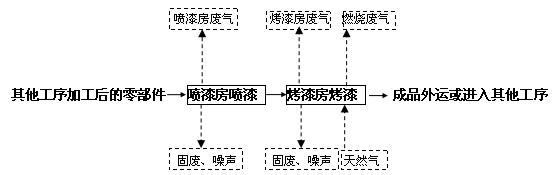 喷漆房废气 烤漆房废气 燃烧废气
其他工序加工后的零部件 喷漆房喷漆 烤漆房烤漆 成品外运或进入其他工序
固废、噪声 固废、噪声 天然气